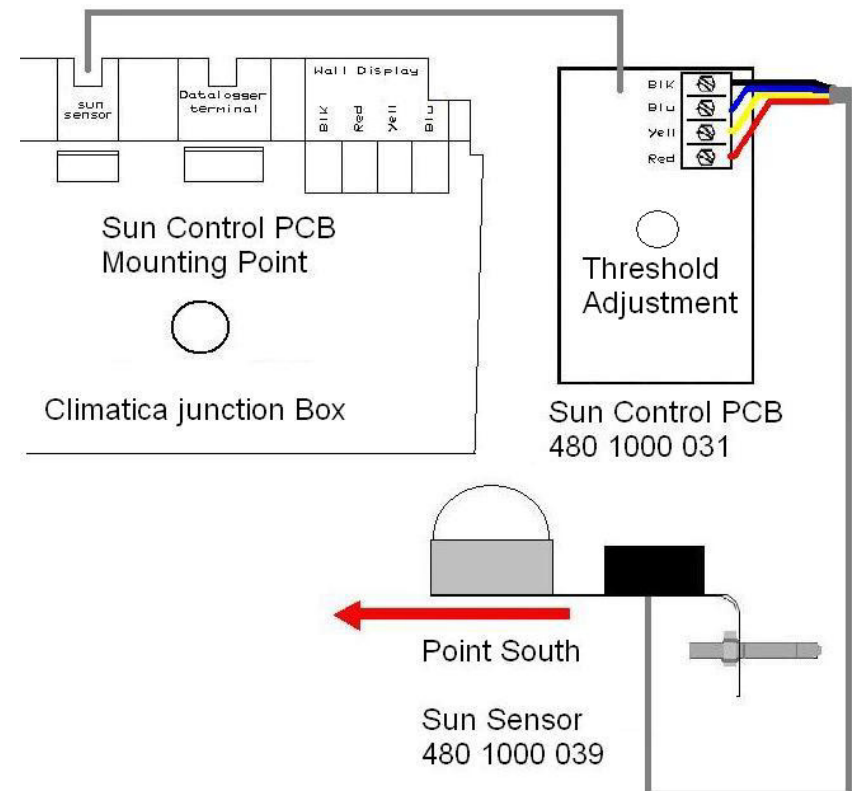 sun
sensor
Datalogger
terminal
Wall Display
Blk
Red
Yell
Blu
Blk
Blu
Yell
Red
Sun Control PCB
Mounting Point
Climatica junction Box
Threshold
Adjustment
Sun Control PCB
480 1000 031
Point South
Sun Sensor
480 1000 039